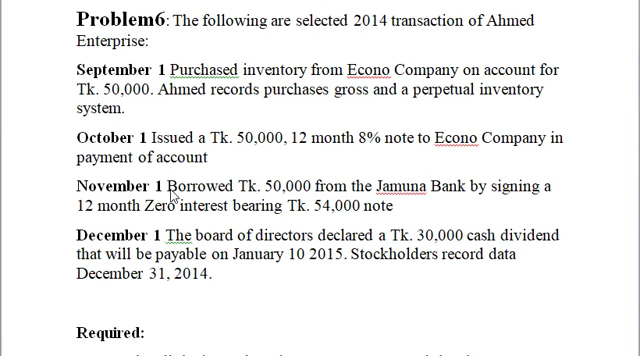 Problem6: The following are selected 2014 transaction of Ahmed
Enterprise:
September 1 Purchased inventory from Econo Company on account for
Tk. 50,000. Ahmed records purchases gross and a perpetual inventory
system.
October 1 Issued a Tk. 50,000, 12 month 8% note to Econo Company in
payment of account
November 1 Borrowed Tk. 50,000 from the Jamuna Bank by signing a
12 month Zero interest bearing Tk. 54,000 note
December 1 The board of directors declared a Tk. 30,000 cash dividend
that will be payable on January 10 2015. Stockholders record data
December 31, 2014.
Required: